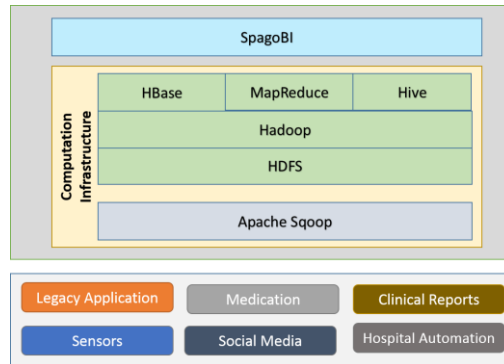 SpagoBI
Computation
Infrastructure
HBase
MapReduce
Hive
Hadoop
HDFS
Apache Sqoop
Legacy Application
Medication
Clinical Reports
Sensors
Social Media
Hospital Automation